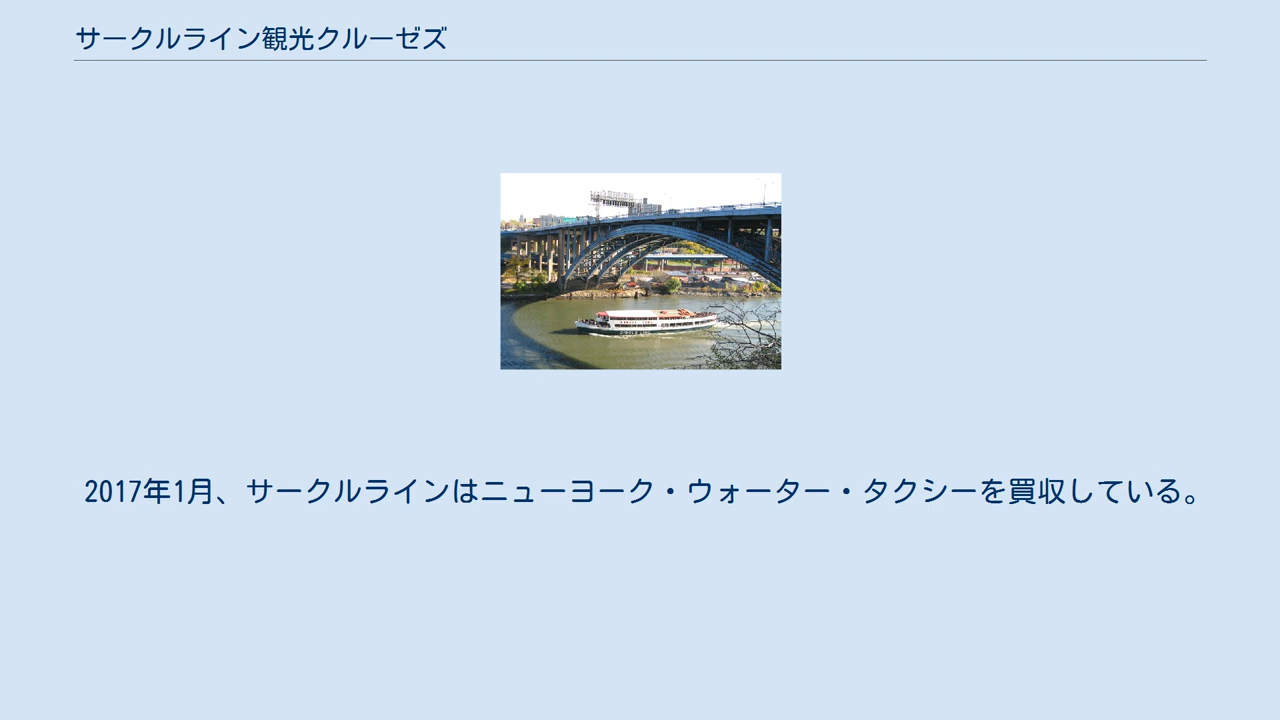 サークルライン観光クルーゼズ
2017年1月、サークルラインはニューヨーク・ウォーター・タクシーを買収している。